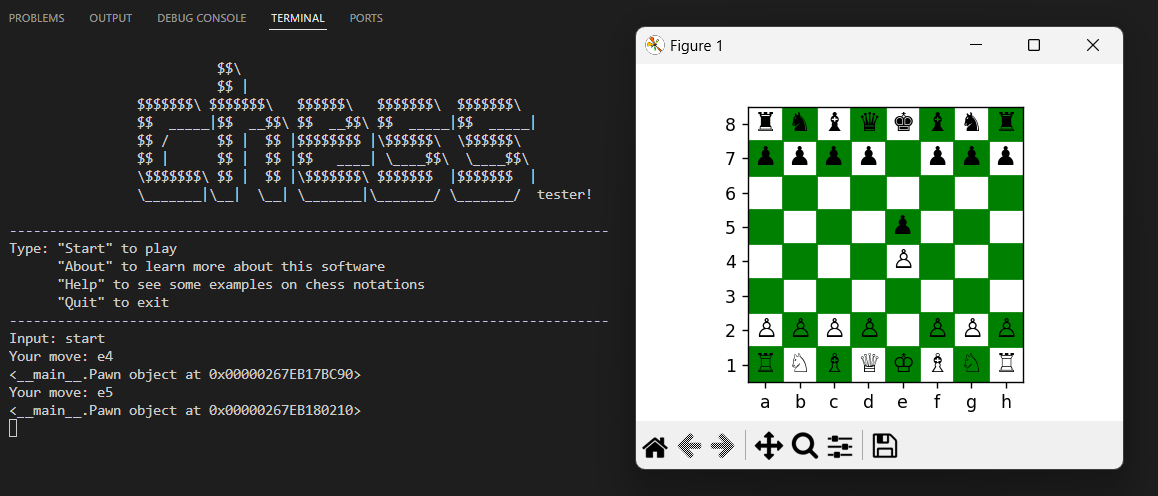 PROBLEMS OUTPUT DEBUG CONSOLE TERMINAL PORTS
                          $$\
                          $$ |
                $$$$$$$\ $$$$$$$\   $$$$$$\   $$$$$$$\  $$$$$$$\
                $$  _____|$$  __$$\ $$  __$$\ $$  _____|$$  _____|
                $$ /      $$ |  $$ |$$$$$$$$ |\$$$$$$\  \$$$$$$\
                $$ |      $$ |  $$ |$$   ____| \____$$\  \____$$\
                \$$$$$$$\ $$ |  $$ |\$$$$$$$\ $$$$$$$  |$$$$$$$  |
                \_______|\__|  \__| \_______|\_______/ \_______/  tester!
---------------------------------------------------------------------------
Type: "Start" to play
      "About" to learn more about this software
      "Help" to see some examples on chess notations
      "Quit" to exit
---------------------------------------------------------------------------
Input: start
Your move: e4
<__main__.Pawn object at 0x00000267EB17BC90>
Your move: e5
<__main__.Pawn object at 0x00000267EB180210>
Figure 1
8
7
6
5
4
3
2
1
a b c d e f g h